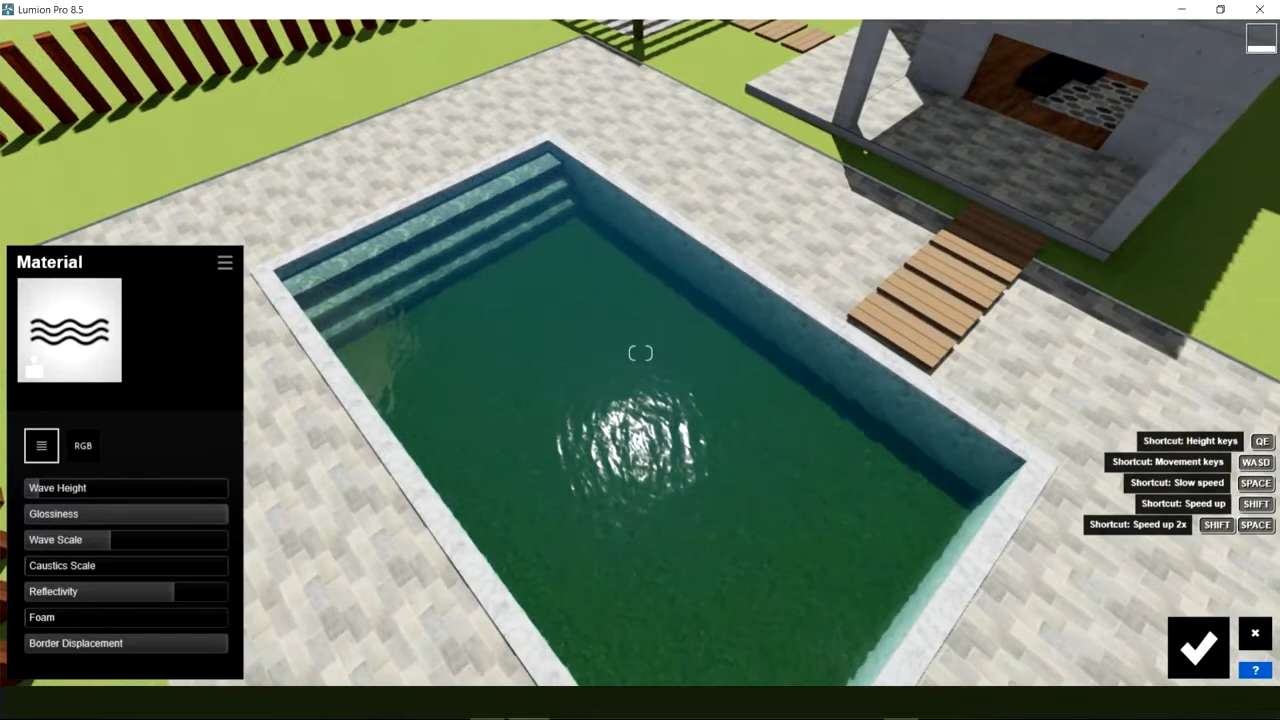 Lumion Pro 8.5
Material
RGB
Wave Height
Glossiness
Wave Scale
Caustics Scale
Reflectivity
Foam
Border Displacement
Shortcut: Height keys QE
Shortcut: Movement keys WASD
Shortcut: Slow speed SPACE
Shortcut: Speed up SHIFT
Shortcut: Speed up 2x SHIFT SPACE
?